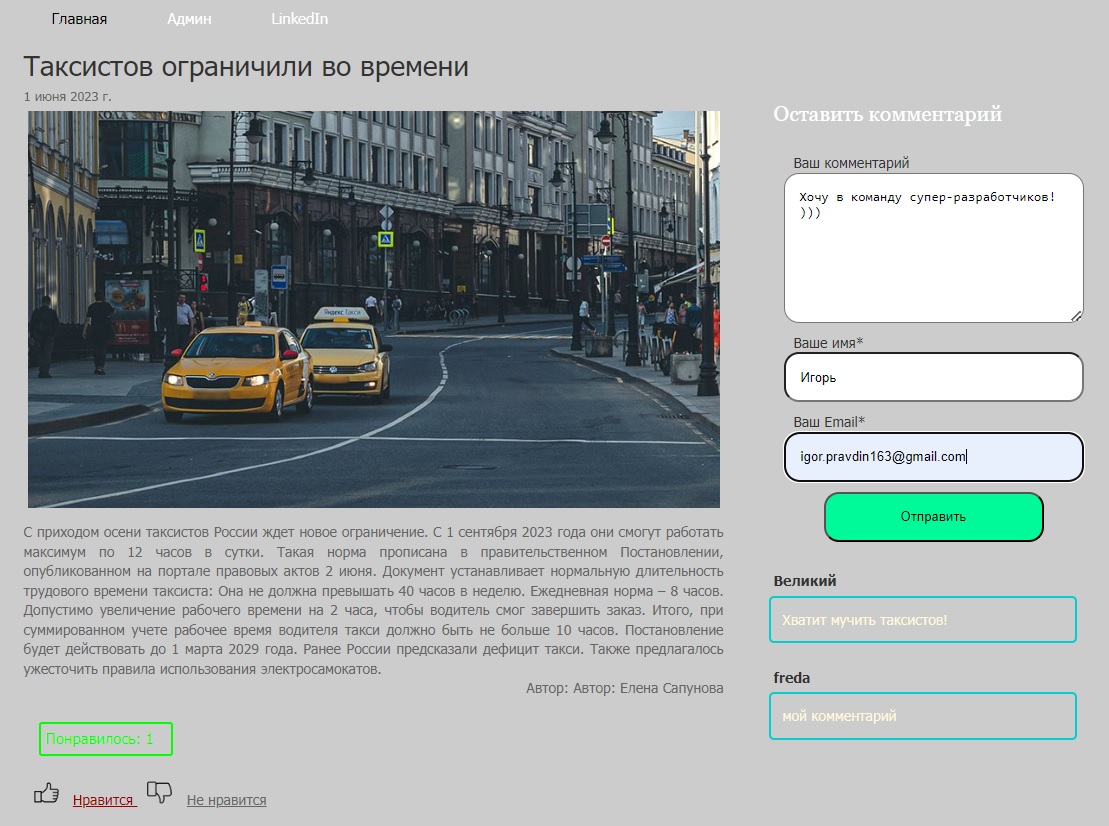 Главная Админ LinkedIn
Таксистов ограничили во времени
1 июня 2023 г.
Яндекс Такси
С приходом осени таксистов России ждет новое ограничение. С 1 сентября 2023 года они смогут работать
максимум по 12 часов в сутки. Такая норма прописана в правительственном Постановлении,
опубликованном на портале правовых актов 2 июня. Документ устанавливает нормальную длительность
трудового времени таксиста: Она не должна превышать 40 часов в неделю. Ежедневная норма – 8 часов.
Допустимо увеличение рабочего времени на 2 часа, чтобы водитель смог завершить заказ. Итого, при
суммированном учете рабочее время водителя такси должно быть не больше 10 часов. Постановление
будет действовать до 1 марта 2029 года. Ранее России предсказали дефицит такси. Также предлагалось
ужесточить правила использования электросамокатов.
Автор: Автор: Елена Сапунова
Понравилось: 1
Нравится Не нравится
Оставить комментарий
Ваш комментарий
Хочу в команду супер-разработчиков!
)))
Ваше имя*
Игорь
Ваш Email*
igor.pravdin163@gmail.com
Отправить
Великий
Хватит мучить таксистов!
freda
мой комментарий